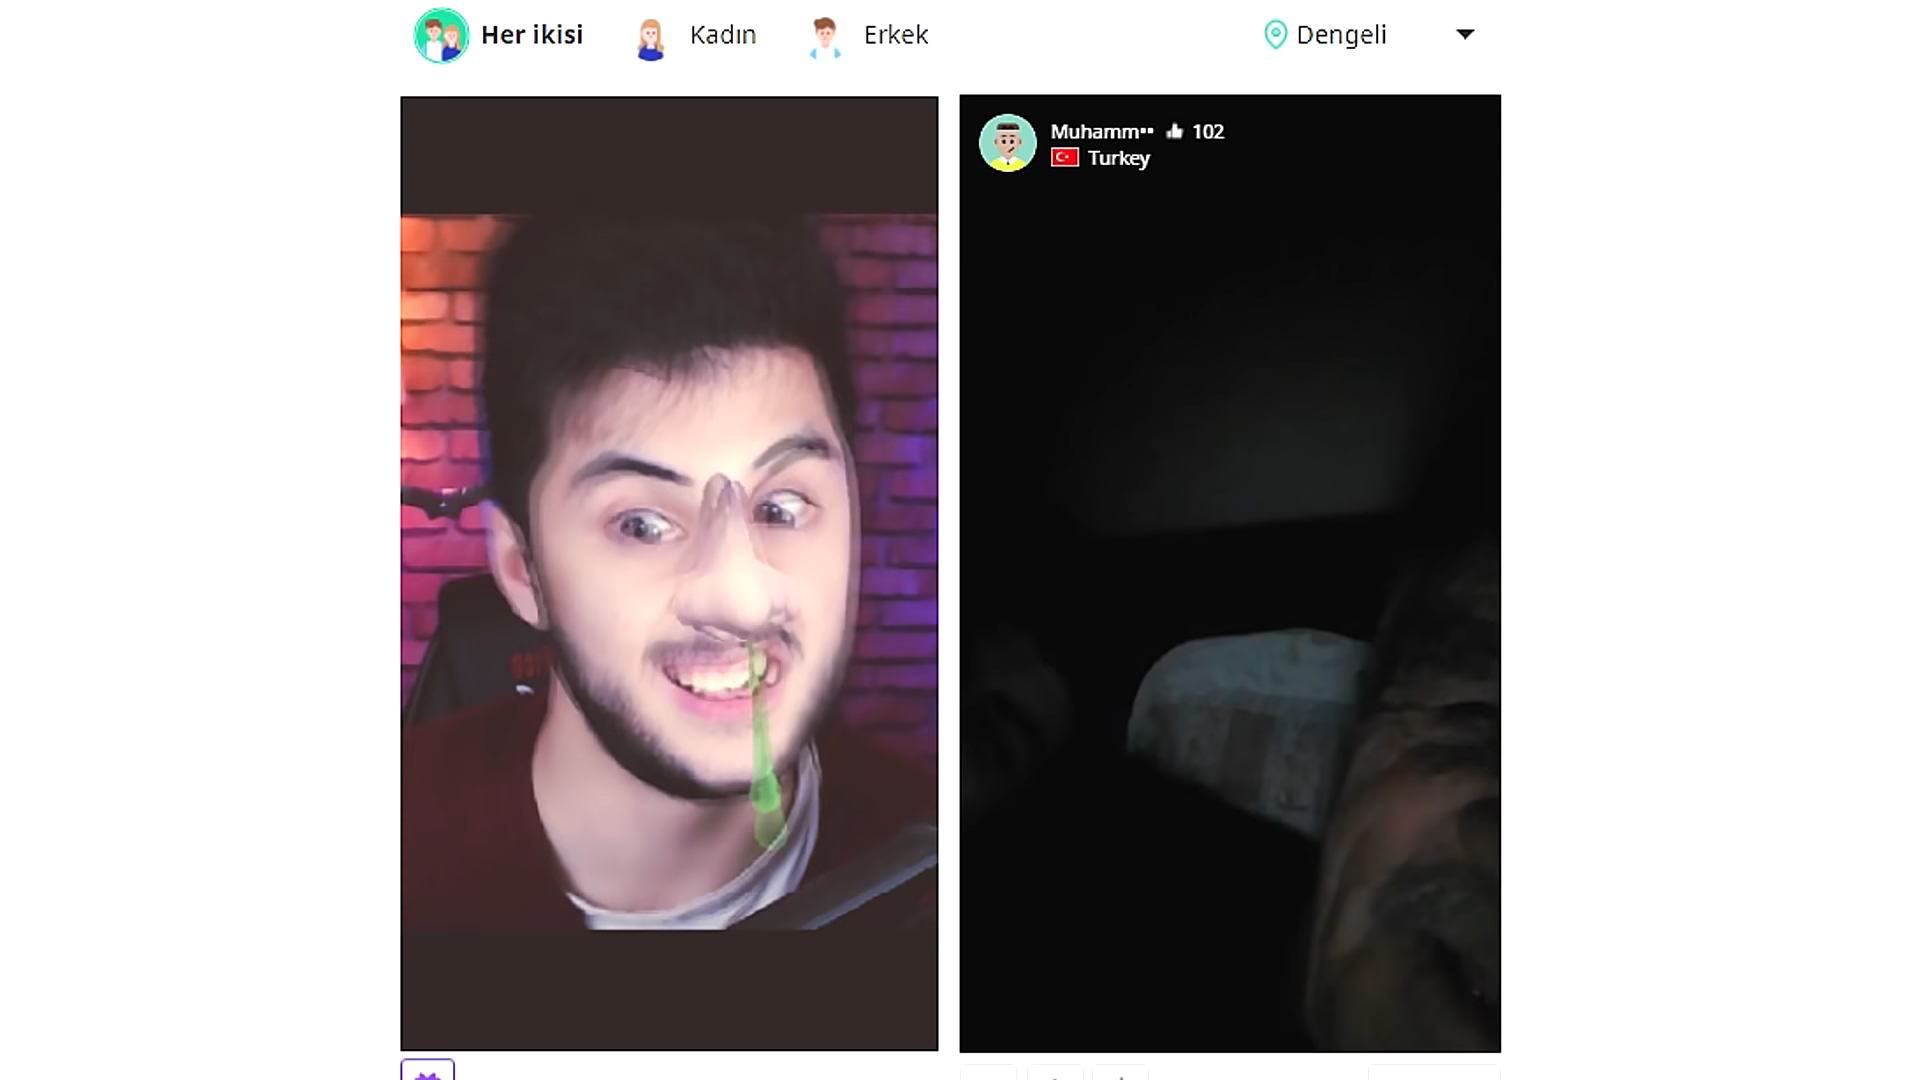 Her ikisi
Kadın
Erkek
Dengeli
Muhamm•• 102
Turkey